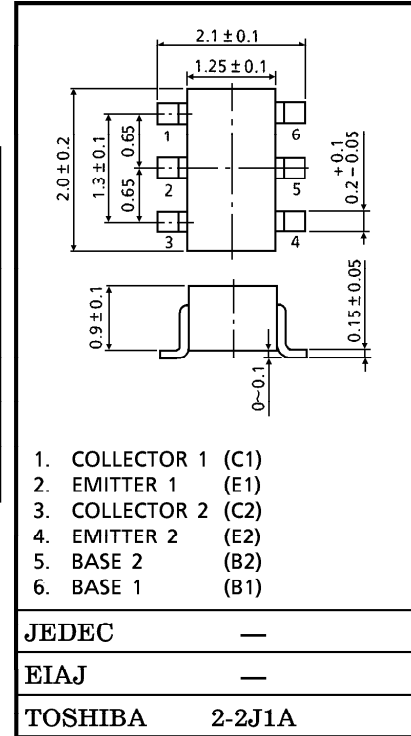 2.1±0.1
1.25±0.1
2.0±0.2
1.3±0.1
0.65
0.65
1
2
3
6
5
4
+0.1
0.2−0.05
0.9±0.1
0.15±0.05
0~0.1
1. COLLECTOR 1 (C1)
2. EMITTER 1 (E1)
3. COLLECTOR 2 (C2)
4. EMITTER 2 (E2)
5. BASE 2 (B2)
6. BASE 1 (B1)
JEDEC —
EIAJ —
TOSHIBA 2-2J1A